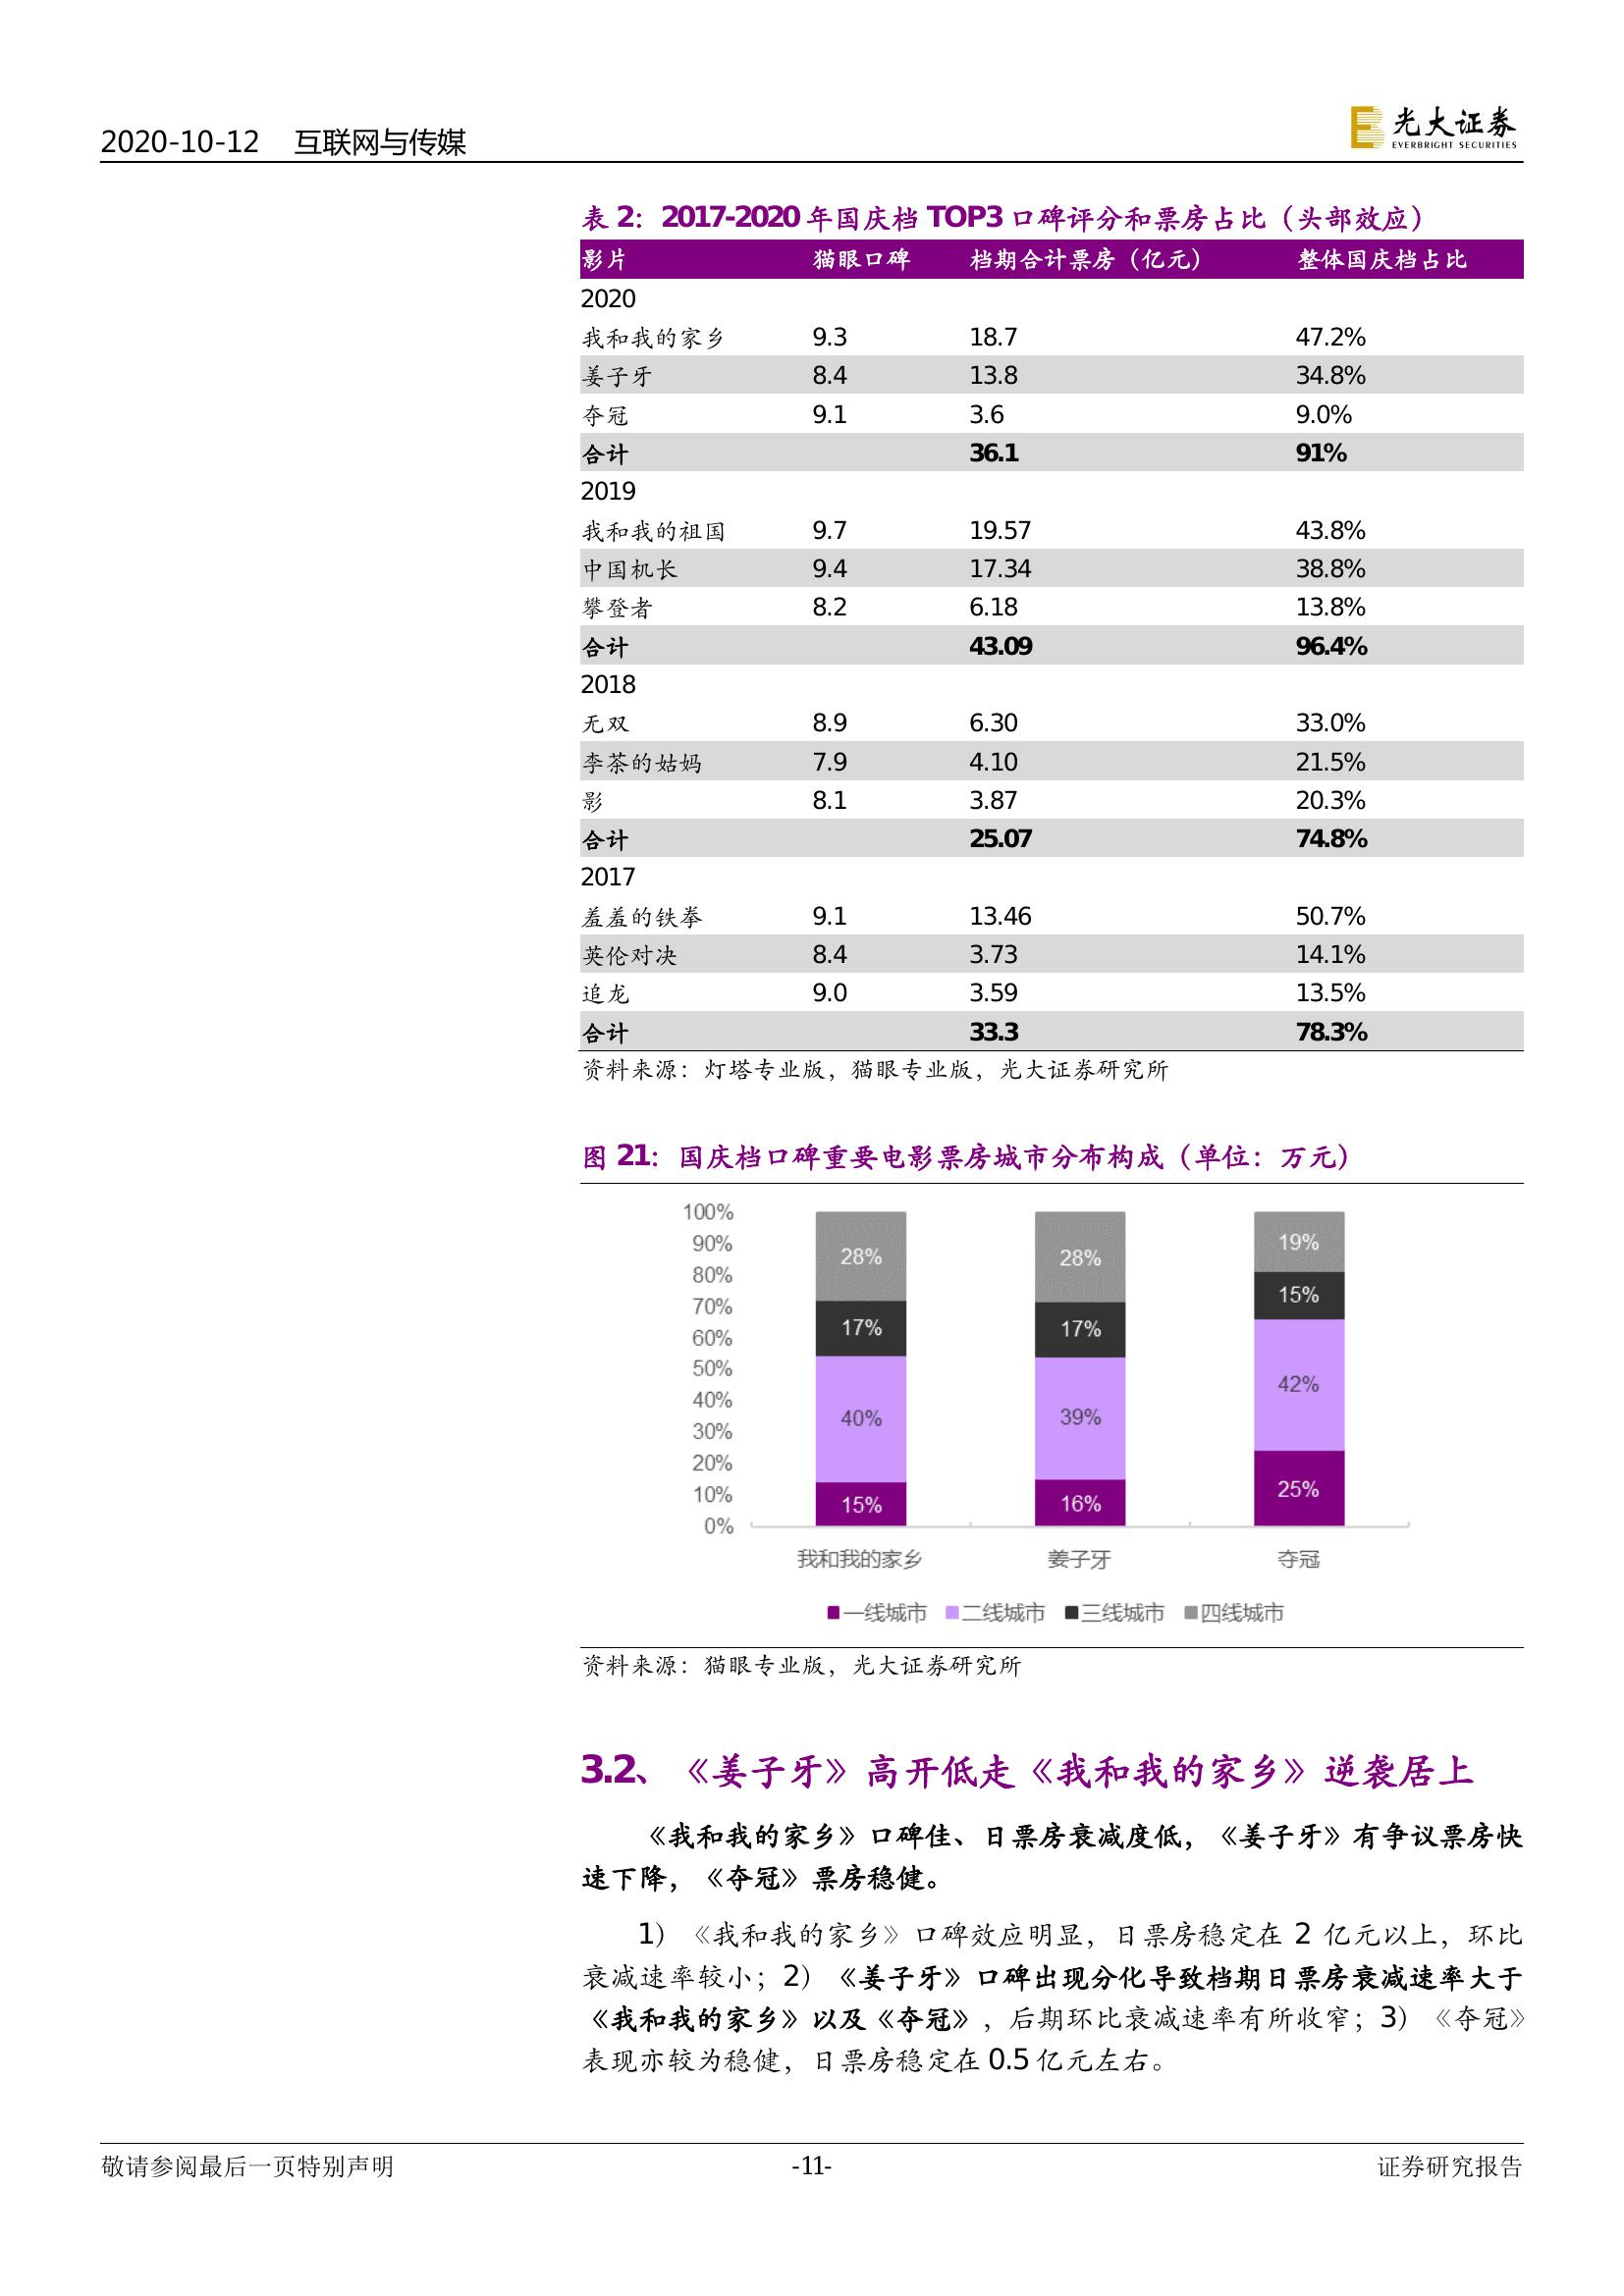 2020-10-12 互联网与传媒
光大证券
EVERBRIGHT SECURITIES
表 2：2017-2020 年国庆档 TOP3 口碑评分和票房占比（头部效应）
影片 猫眼口碑 档期合计票房（亿元） 整体国庆档占比
2020
我和我的家乡 9.3 18.7 47.2%
姜子牙 8.4 13.8 34.8%
夺冠 9.1 3.6 9.0%
合计 36.1 91%
2019
我和我的祖国 9.7 19.57 43.8%
中国机长 9.4 17.34 38.8%
攀登者 8.2 6.18 13.8%
合计 43.09 96.4%
2018
无双 8.9 6.30 33.0%
李茶的姑妈 7.9 4.10 21.5%
影 8.1 3.87 20.3%
合计 25.07 74.8%
2017
羞羞的铁拳 9.1 13.46 50.7%
英伦对决 8.4 3.73 14.1%
追龙 9.0 3.59 13.5%
合计 33.3 78.3%
资料来源：灯塔专业版，猫眼专业版，光大证券研究所
图 21：国庆档口碑重要电影票房城市分布构成（单位：万元）
100%
90%
80%
70%
60%
50%
40%
30%
20%
10%
0%
28% 28% 19%
17% 17% 15%
40% 39% 42%
15% 16% 25%
我和我的家乡 姜子牙 夺冠
一线城市 二线城市 三线城市 四线城市
资料来源：猫眼专业版，光大证券研究所
3.2、《姜子牙》高开低走《我和我的家乡》逆袭居上
《我和我的家乡》口碑佳、日票房衰减度低，《姜子牙》有争议票房快
速下降，《夺冠》票房稳健。
1）《我和我的家乡》口碑效应明显，日票房稳定在 2 亿元以上，环比
衰减速率较小；2）《姜子牙》口碑出现分化导致档期日票房衰减速率大于
《我和我的家乡》以及《夺冠》，后期环比衰减速率有所收窄；3）《夺冠》
表现亦较为稳健，日票房稳定在 0.5 亿元左右。
敬请参阅最后一页特别声明 -11- 证券研究报告